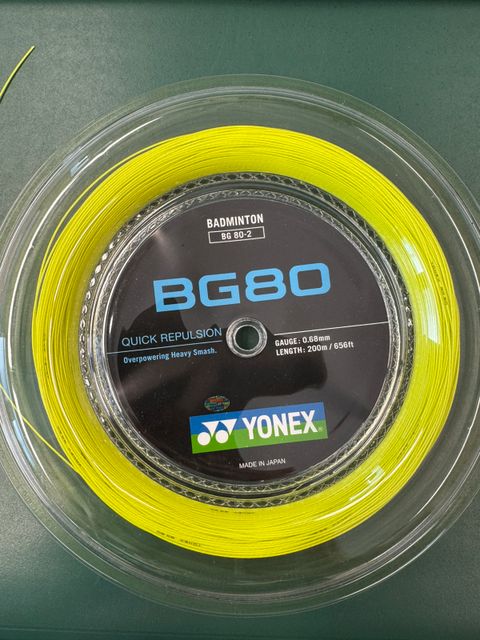 BADMINTON
BG 80-2
BG80
QUICK REPULSION
Overpowering Heavy Smash.
GAUGE: 0.68mm
LENGTH: 200m / 656ft
YONEX
MADE IN JAPAN